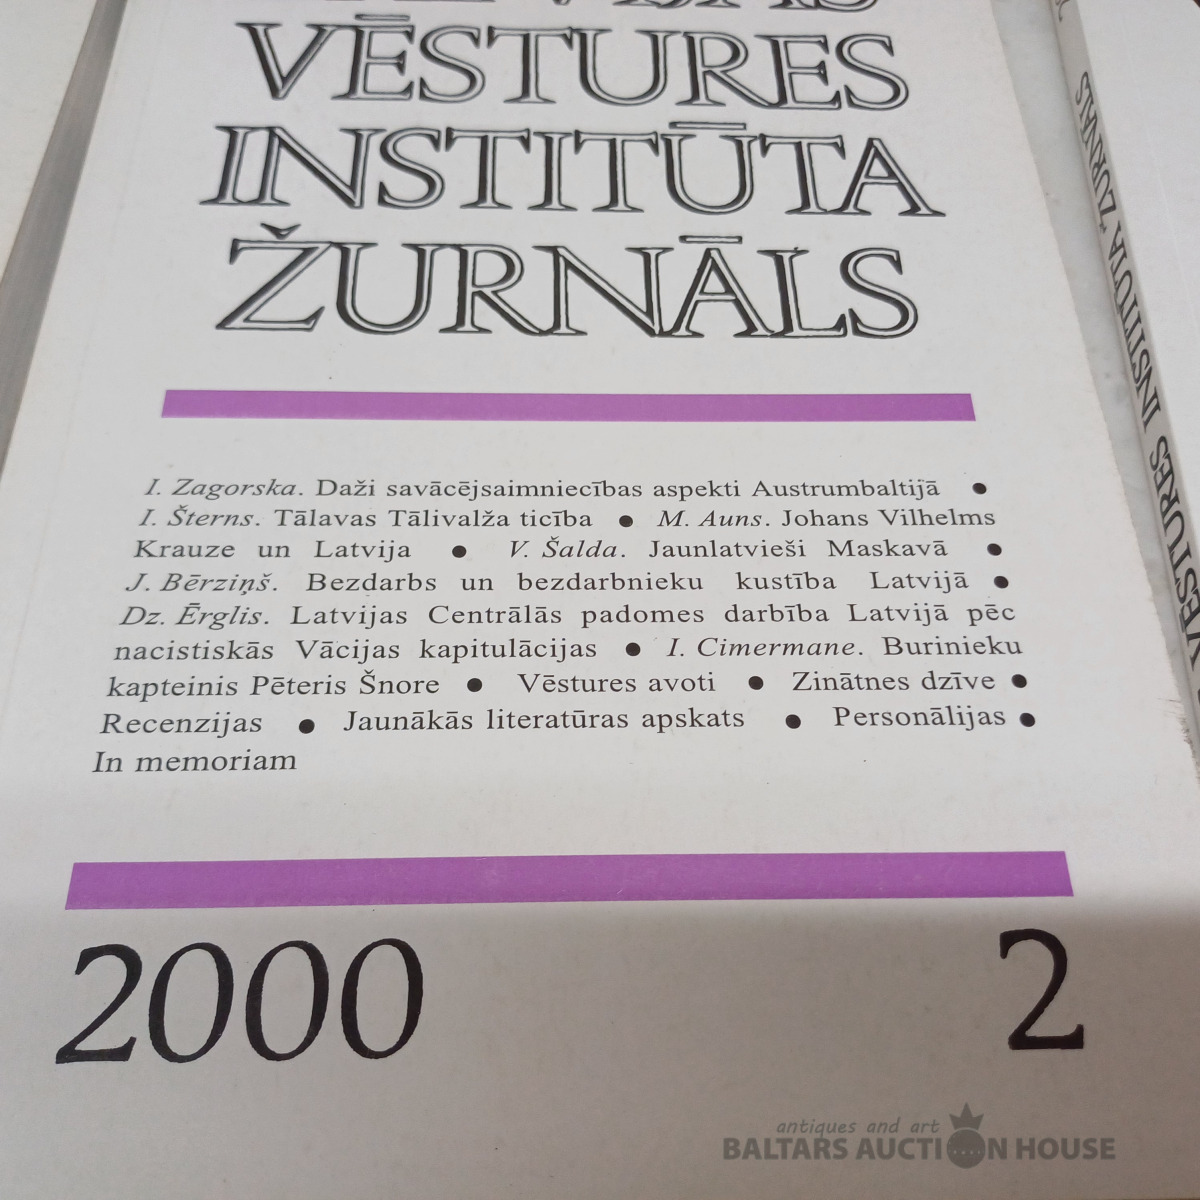 VĒSTURES
INSTITŪTA
ŽURNĀLS
I. Zagorska. Daži savācējsaimniecības aspekti Austrumbaltijā ●
I. Šterns. Tālavas Tālivalža ticība ● M. Auns. Johans Vilhelms
Krauze un Latvija ● V. Šalda. Jaunlatvieši Maskavā ●
J. Bērziņš. Bezdarbs un bezdarbnieku kustība Latvijā ●
Dz. Ērglis. Latvijas Centrālās padomes darbība Latvijā pēc
nacistiskās Vācijas kapitulācijas ● I. Cimermane. Burinieku
kapteinis Pēteris Šnore ● Vēstures avoti ● Zinātnes dzīve ●
Recenzijas ● Jaunākās literatūras apskats ● Personālijas ●
In memoriam
2000 2
VĒSTURES INSTITŪTA ŽURNĀLS
antiques and art
BALTARS AUCTION HOUSE